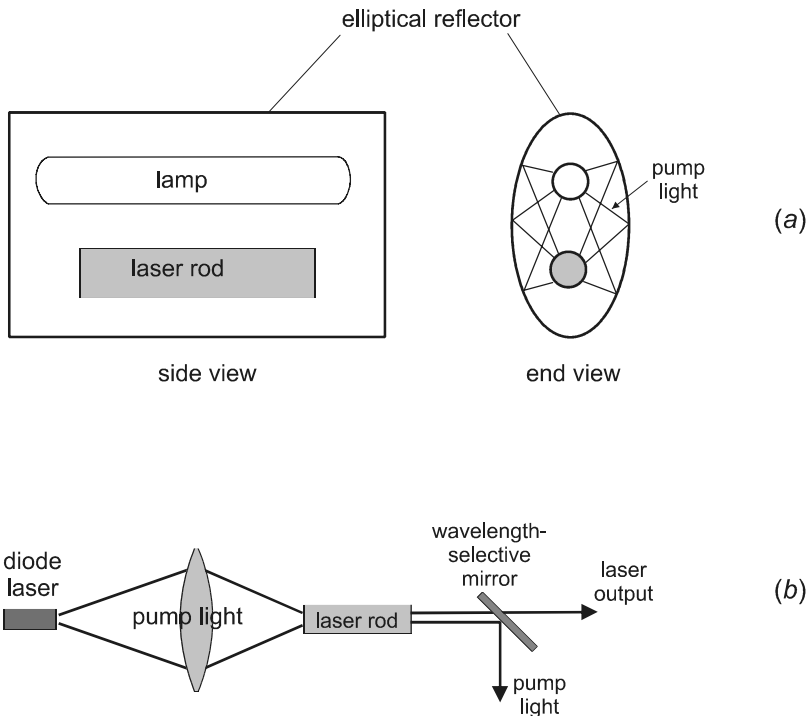 elliptical reflector
lamp
laser rod
pump
light
(a)
side view
end view
wavelength-
selective
mirror
diode
laser
pump light
laser rod
laser
output
(b)
pump
light